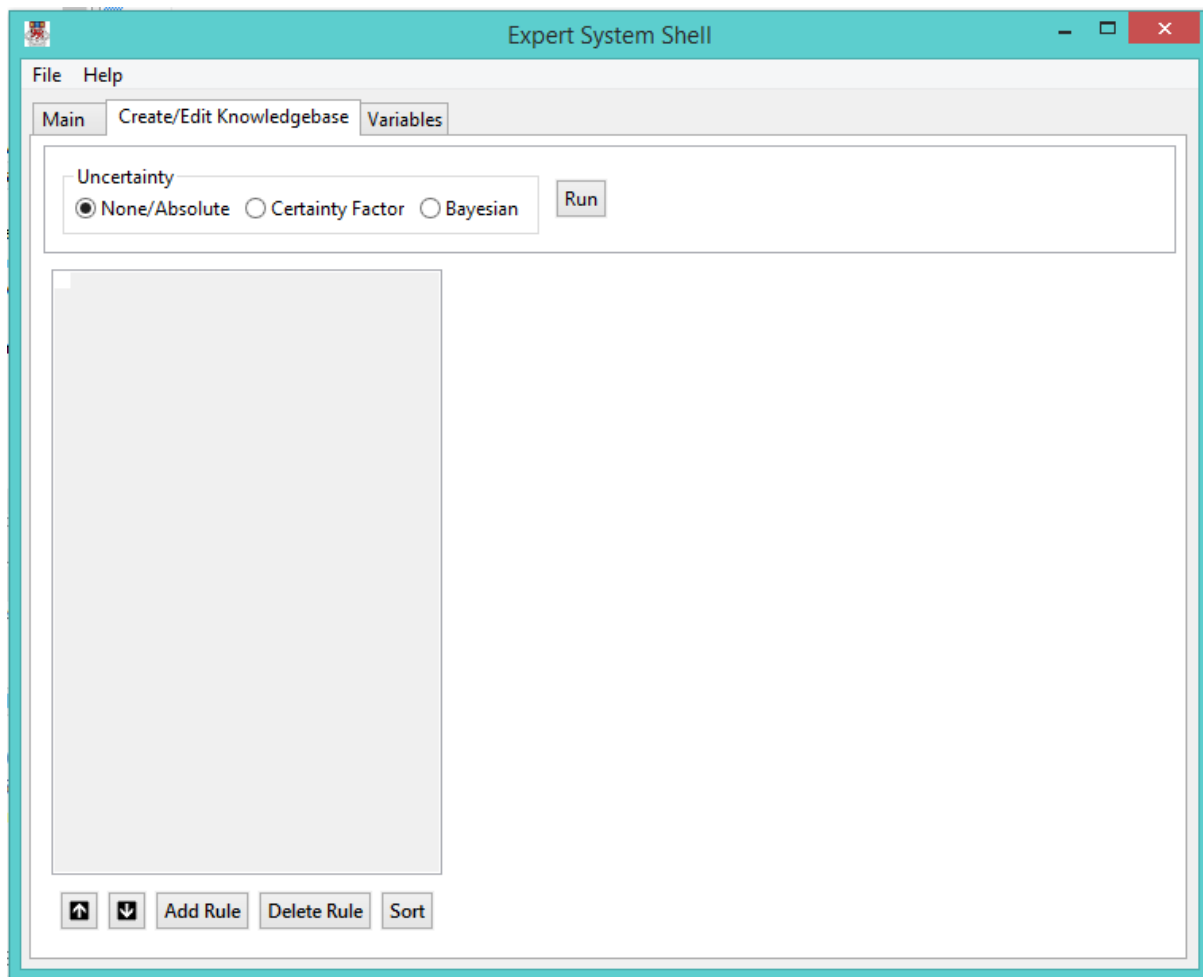 Expert System Shell
File Help
Main Create/Edit Knowledgebase Variables
Uncertainty
None/Absolute Certainty Factor Bayesian Run
Add Rule Delete Rule Sort